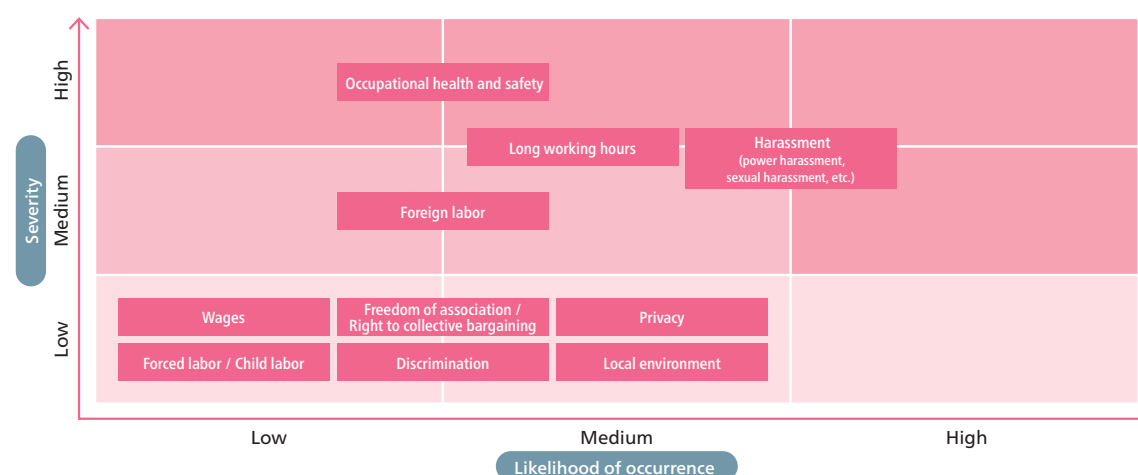 High
Occupational health and safety
Long working hours
Harassment
(power harassment,
sexual harassment, etc.)
Severity
Medium
Foreign labor
Low
Wages
Freedom of association /
Right to collective bargaining
Privacy
Forced labor / Child labor
Discrimination
Local environment
Low
Medium
High
Likelihood of occurrence